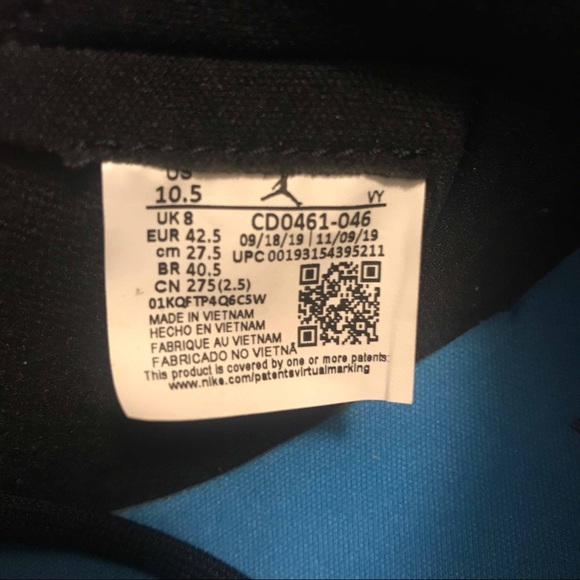 US
10.5
VY
UK 8
CD0461-046
EUR 42.5
09/18/19 | 11/09/19
cm 27.5
UPC 00193154395211
BR 40.5
CN 275(2.5)
01KQFTP4Q6C5W
MADE IN VIETNAM
HECHO EN VIETNAM
FABRIQUE AU VIETNAM
FABRICADO NO VIETNÃ
This product is covered by one or more patents:
www.nike.com/patentsvirtualmarking